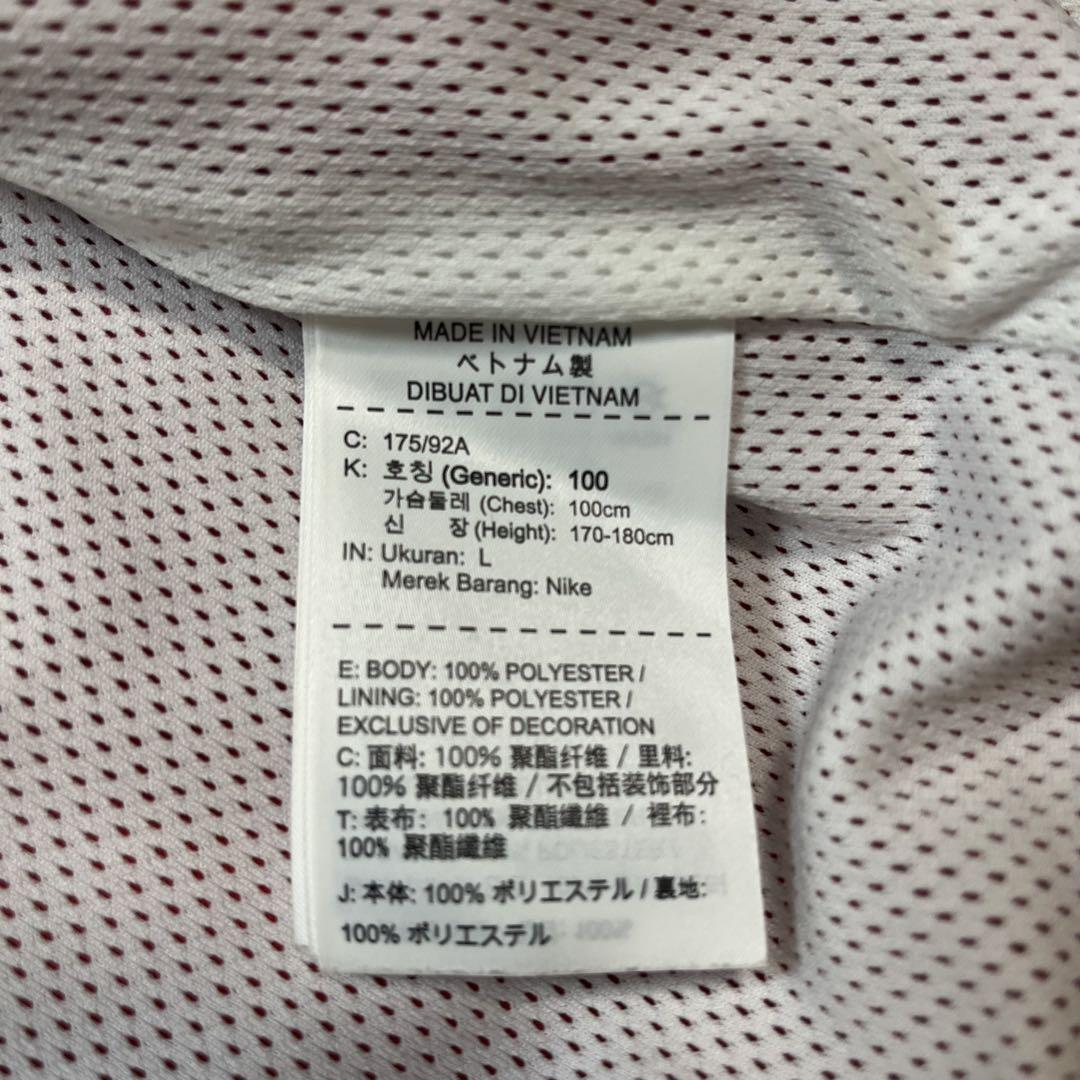 MADE IN VIETNAM
ベトナム製
DIBUAT DI VIETNAM
C: 175/92A
K: 호칭 (Generic): 100
가슴둘레 (Chest): 100cm
신 장 (Height): 170-180cm
IN: Ukuran: L
Merek Barang: Nike
E: BODY: 100% POLYESTER /
LINING: 100% POLYESTER /
EXCLUSIVE OF DECORATION
C: 面料: 100% 聚酯纤维 / 里料:
100% 聚酯纤维 / 不包括装饰部分
T: 表布: 100% 聚酯纖維 / 裡布:
100% 聚酯纖維
J: 本体: 100% ポリエステル / 裏地:
100% ポリエステル